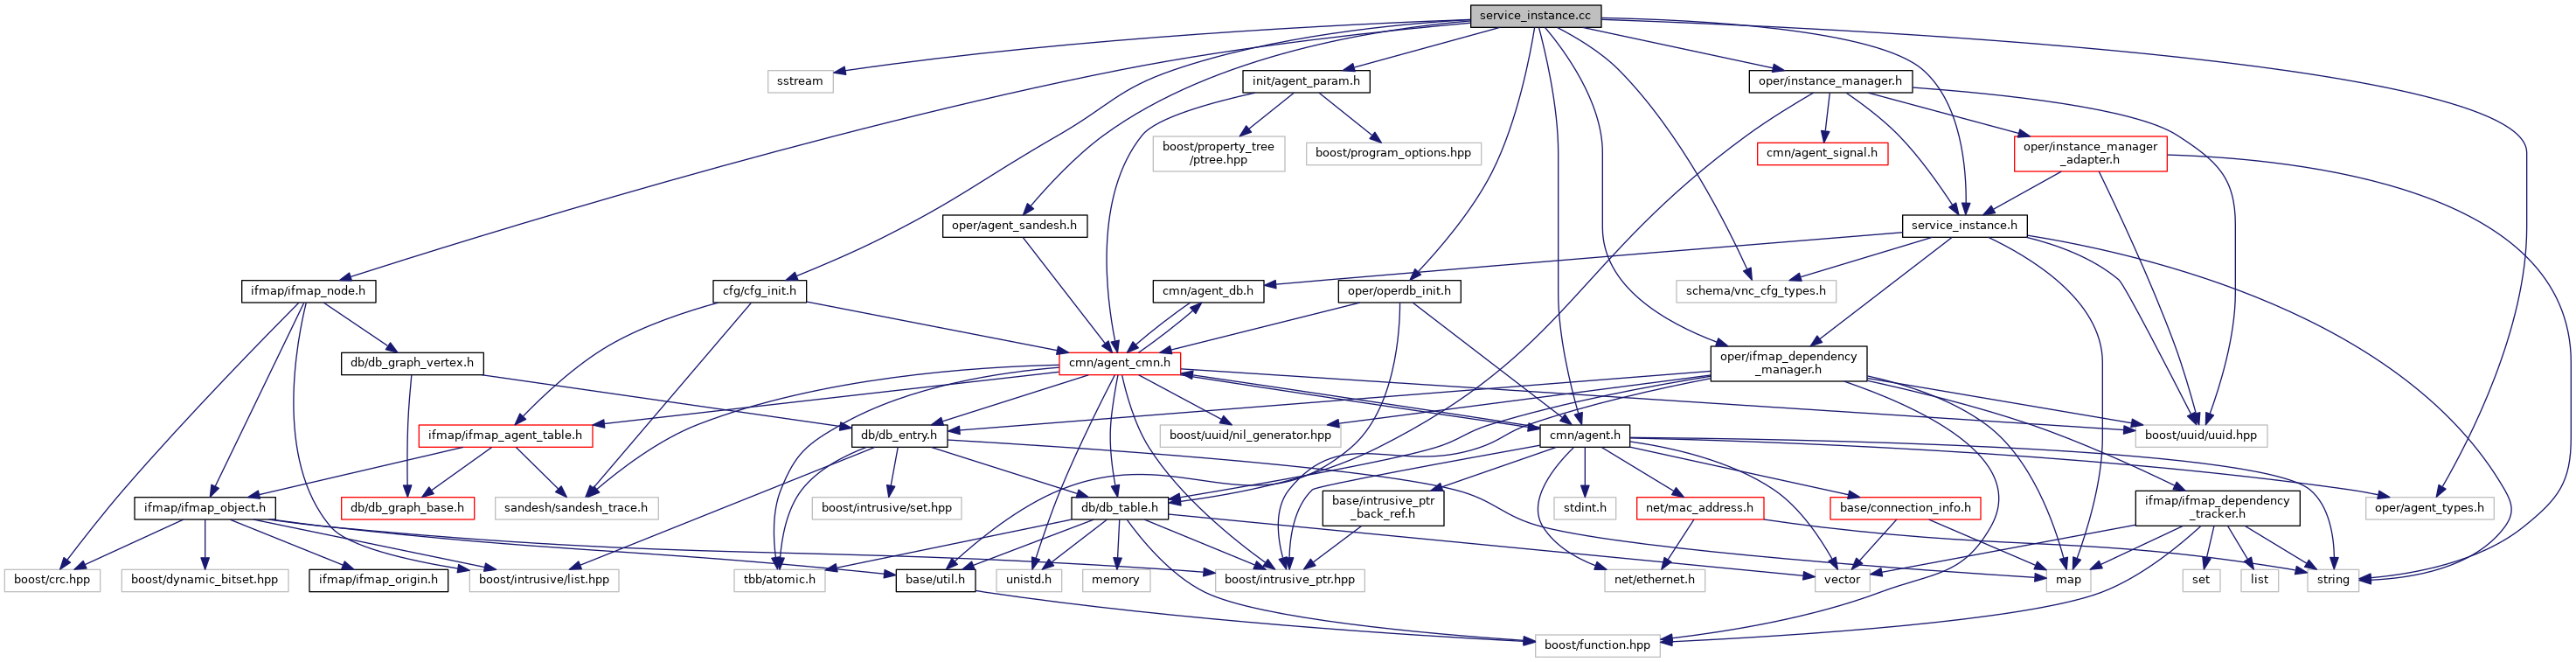 service_instance.cc
sstream
init/agent_param.h
oper/instance_manager.h
boost/property_tree
/ptree.hpp
boost/program_options.hpp
cmn/agent_signal.h
oper/instance_manager
_adapter.h
oper/agent_sandesh.h
service_instance.h
ifmap/ifmap_node.h
cfg/cfg_init.h
cmn/agent_db.h
oper/operdb_init.h
schema/vnc_cfg_types.h
db/db_graph_vertex.h
cmn/agent_cmn.h
oper/ifmap_dependency
_manager.h
ifmap/ifmap_agent_table.h
db/db_entry.h
boost/uuid/nil_generator.hpp
cmn/agent.h
boost/uuid/uuid.hpp
ifmap/ifmap_object.h
db/db_graph_base.h
sandesh/sandesh_trace.h
boost/intrusive/set.hpp
db/db_table.h
base/intrusive_ptr
_back_ref.h
stdint.h
net/mac_address.h
base/connection_info.h
ifmap/ifmap_dependency
_tracker.h
oper/agent_types.h
boost/crc.hpp
boost/dynamic_bitset.hpp
ifmap/ifmap_origin.h
boost/intrusive/list.hpp
tbb/atomic.h
base/util.h
unistd.h
memory
boost/intrusive_ptr.hpp
net/ethernet.h
vector
map
set
list
string
boost/function.hpp